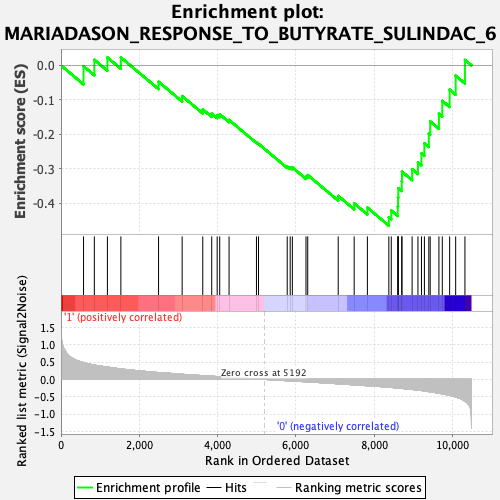 Enrichment plot:
MARIADASON_RESPONSE_TO_BUTYRATE_SULINDAC_6
Enrichment score (ES)
0.0
-0.1
-0.2
-0.3
-0.4
'1' (positively correlated)
'0' (negatively correlated)
Zero cross at 5192
Ranked list metric (Signal2Noise)
1.5
1.0
0.5
0.0
-0.5
-1.0
-1.5
0
2,000
4,000
6,000
8,000
10,000
Rank in Ordered Dataset
Enrichment profile
Hits
Ranking metric scores